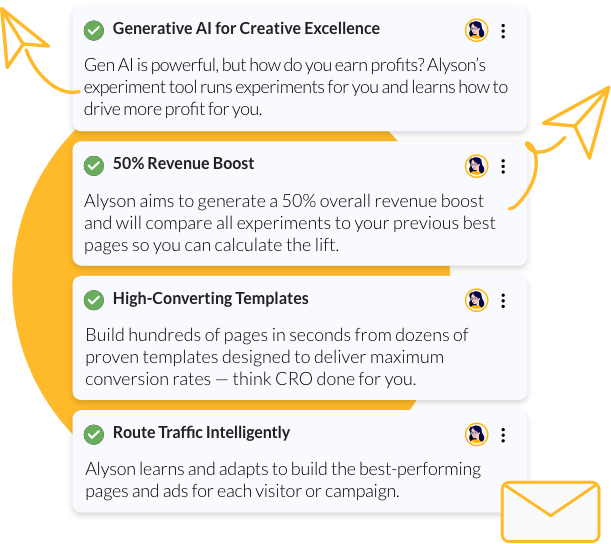 Generative AI for Creative Excellence
Gen AI is powerful, but how do you earn profits? Alyson's
experiment tool runs experiments for you and learns how to
drive more profit for you.
50% Revenue Boost
Alyson aims to generate a 50% overall revenue boost
and will compare all experiments to your previous best
pages so you can calculate the lift.
High-Converting Templates
Build hundreds of pages in seconds from dozens of
proven templates designed to deliver maximum
conversion rates — think CRO done for you.
Route Traffic Intelligently
Alyson learns and adapts to build the best-performing
pages and ads for each visitor or campaign.